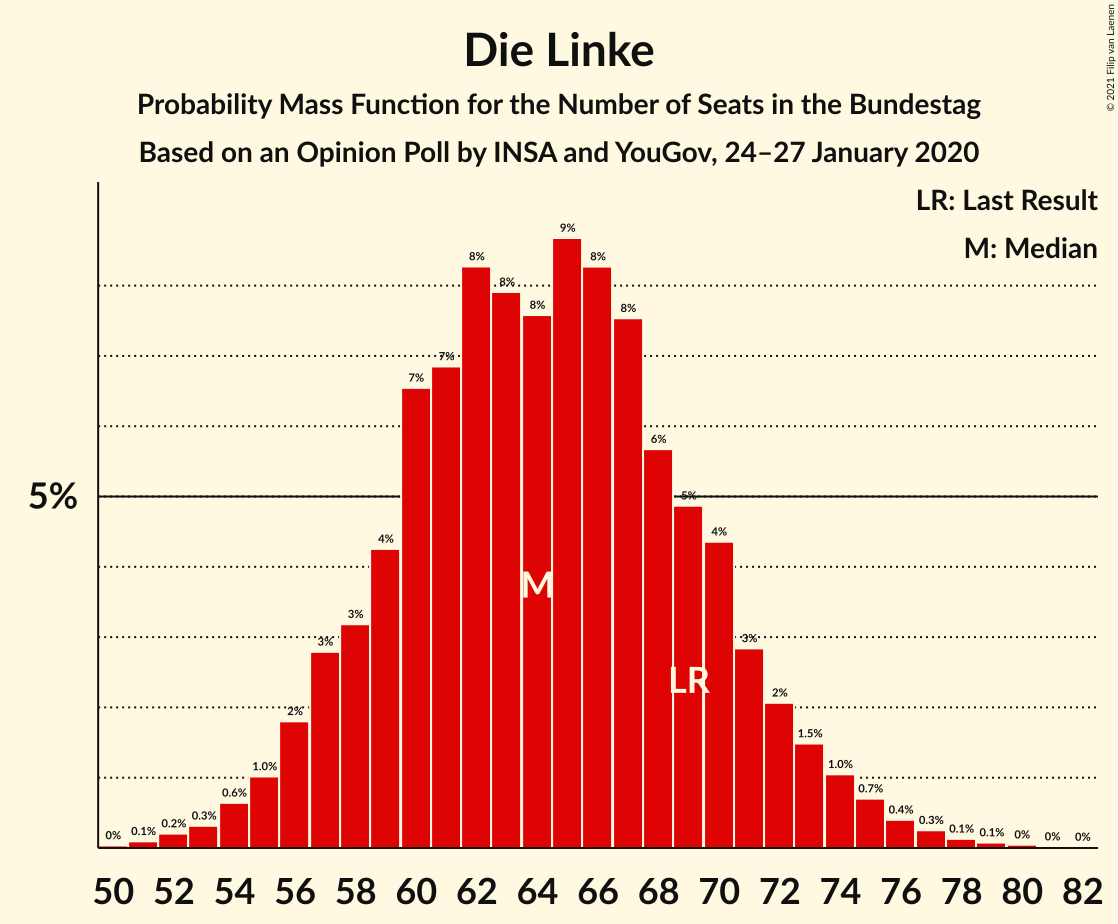 Die Linke
Probability Mass Function for the Number of Seats in the Bundestag
Based on an Opinion Poll by INSA and YouGov, 24–27 January 2020
© 2021 Filip van Laenen
LR: Last Result
M: Median
5%
0% 0.1% 0.2% 0.3% 0.6% 1.0% 2% 3% 3% 4% 7% 7% 8% 8% 8% 9% 8% 8% 6% 5% 4% 3% 2% 1.5% 1.0% 0.7% 0.4% 0.3% 0.1% 0.1% 0% 0% 0%
M
LR
50 52 54 56 58 60 62 64 66 68 70 72 74 76 78 80 82